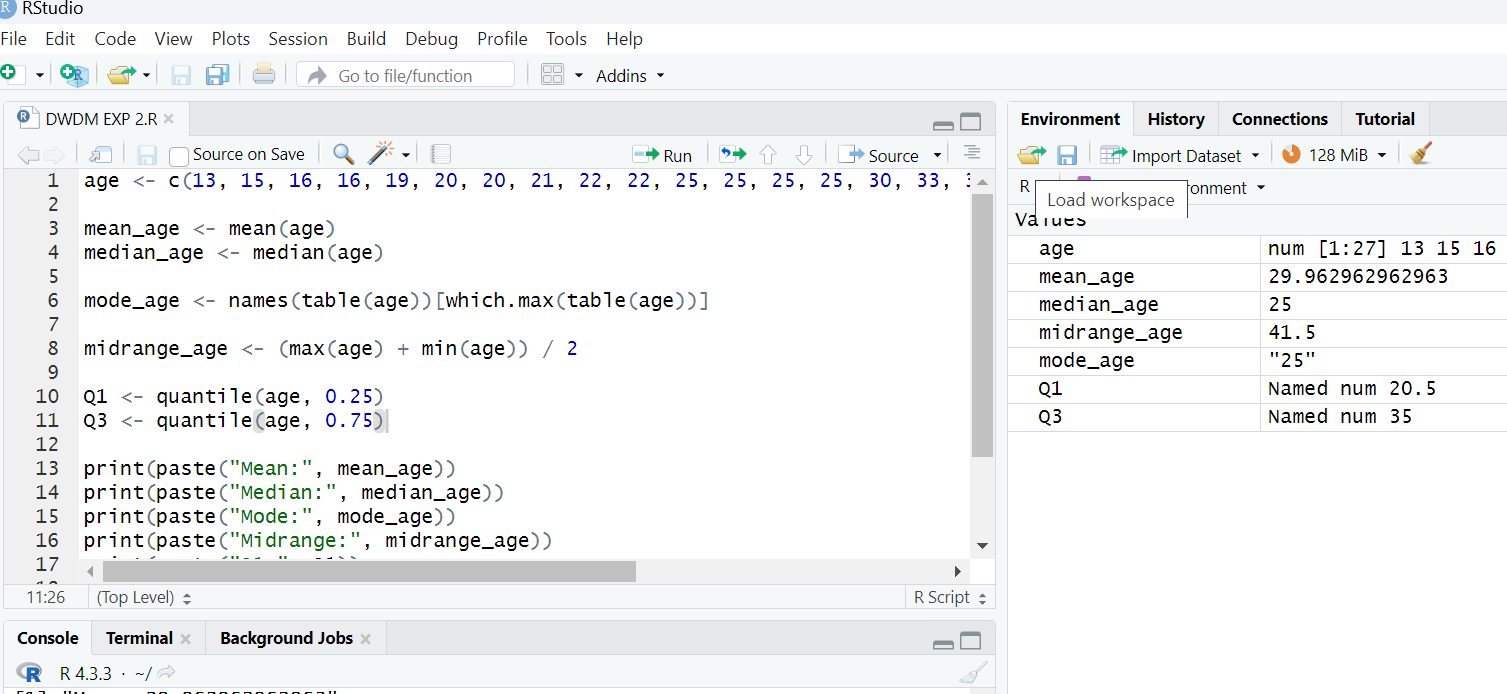 RStudio
File Edit Code View Plots Session Build Debug Profile Tools Help
Go to file/function Addins
DWDM EXP 2.R
Source on Save Run Source
1 age <- c(13, 15, 16, 16, 19, 20, 20, 21, 22, 22, 25, 25, 25, 25, 30, 33,
2
3 mean_age <- mean(age)
4 median_age <- median(age)
5
6 mode_age <- names(table(age))[which.max(table(age))]
7
8 midrange_age <- (max(age) + min(age)) / 2
9
10 Q1 <- quantile(age, 0.25)
11 Q3 <- quantile(age, 0.75)
12
13 print(paste("Mean:", mean_age))
14 print(paste("Median:", median_age))
15 print(paste("Mode:", mode_age))
16 print(paste("Midrange:", midrange_age))
17
11:26 (Top Level) R Script
Console Terminal Background Jobs
R 4.3.3 · ~/
Environment History Connections Tutorial
Import Dataset 128 MiB
R ronment
Load workspace
Values
age num [1:27] 13 15 16
mean_age 29.962962962963
median_age 25
midrange_age 41.5
mode_age "25"
Q1 Named num 20.5
Q3 Named num 35